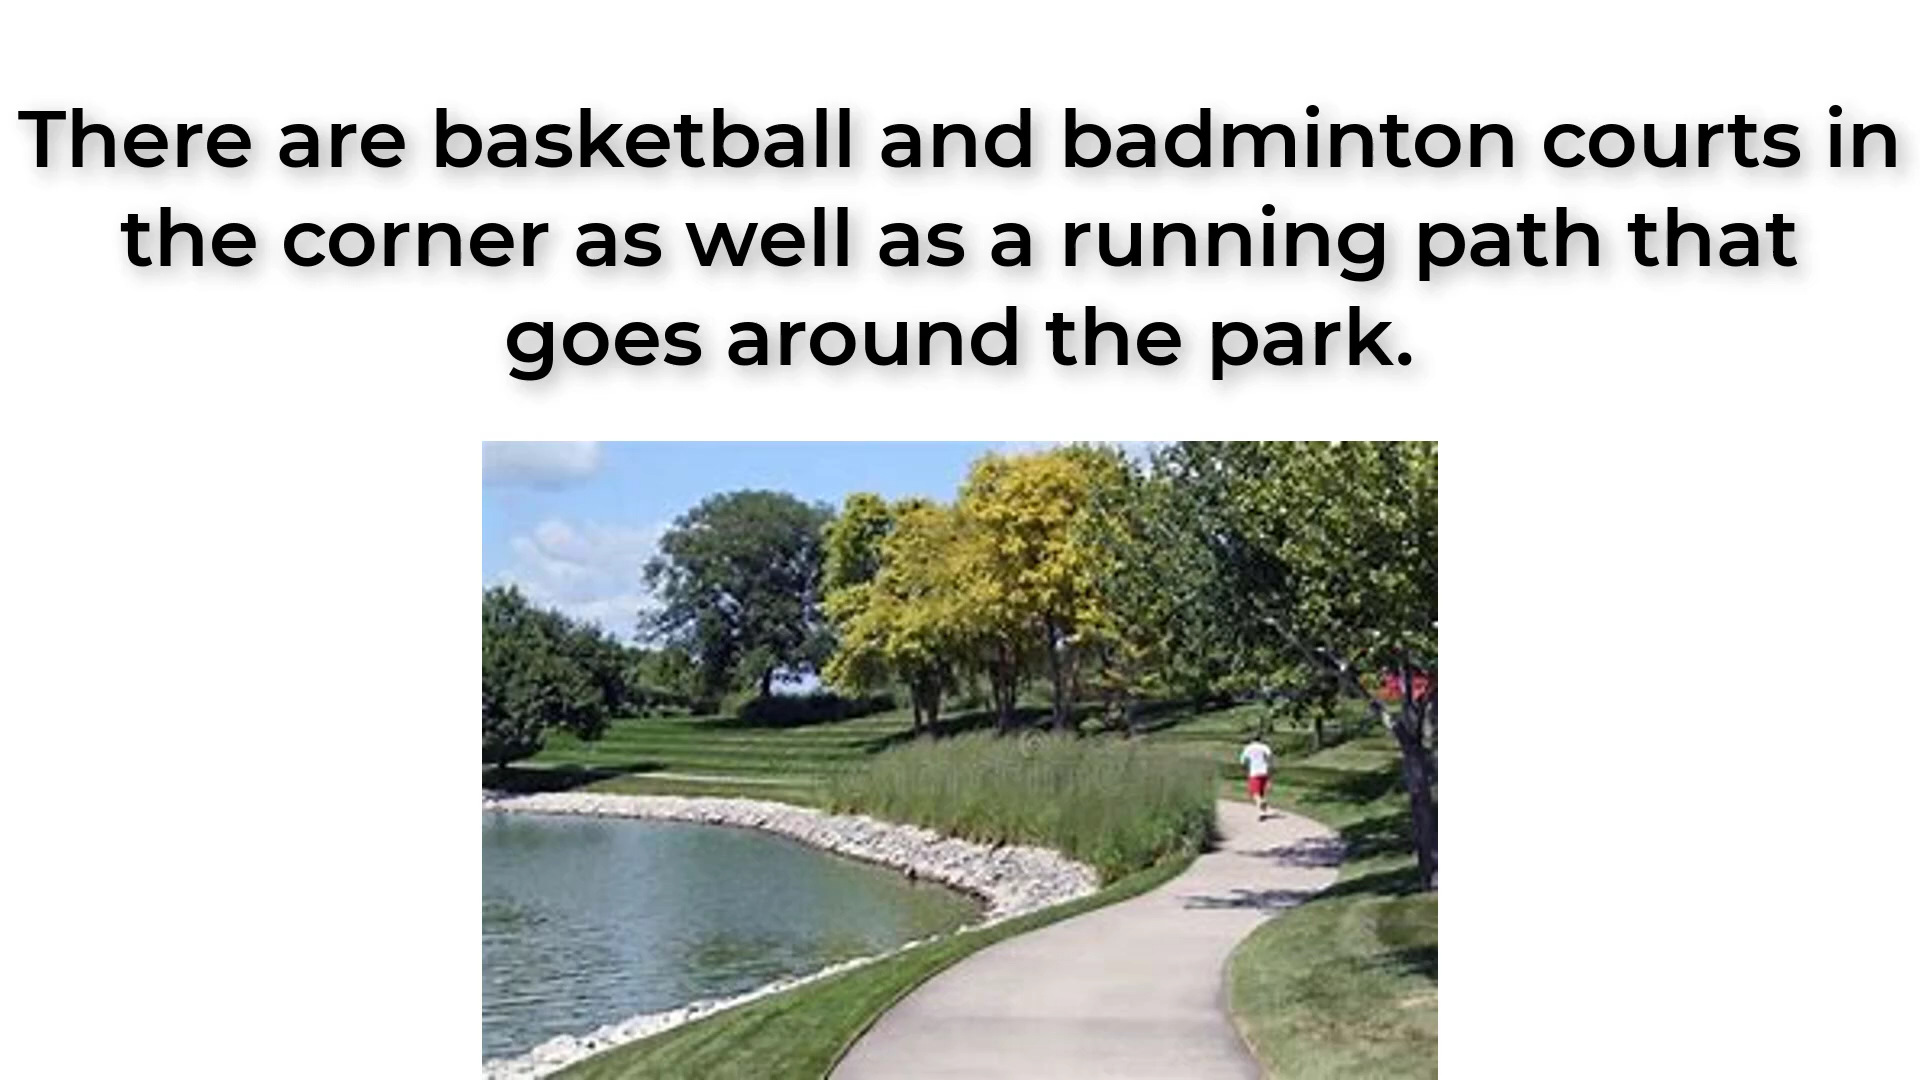 There are basketball and badminton courts in
the corner as well as a running path that
goes around the park.